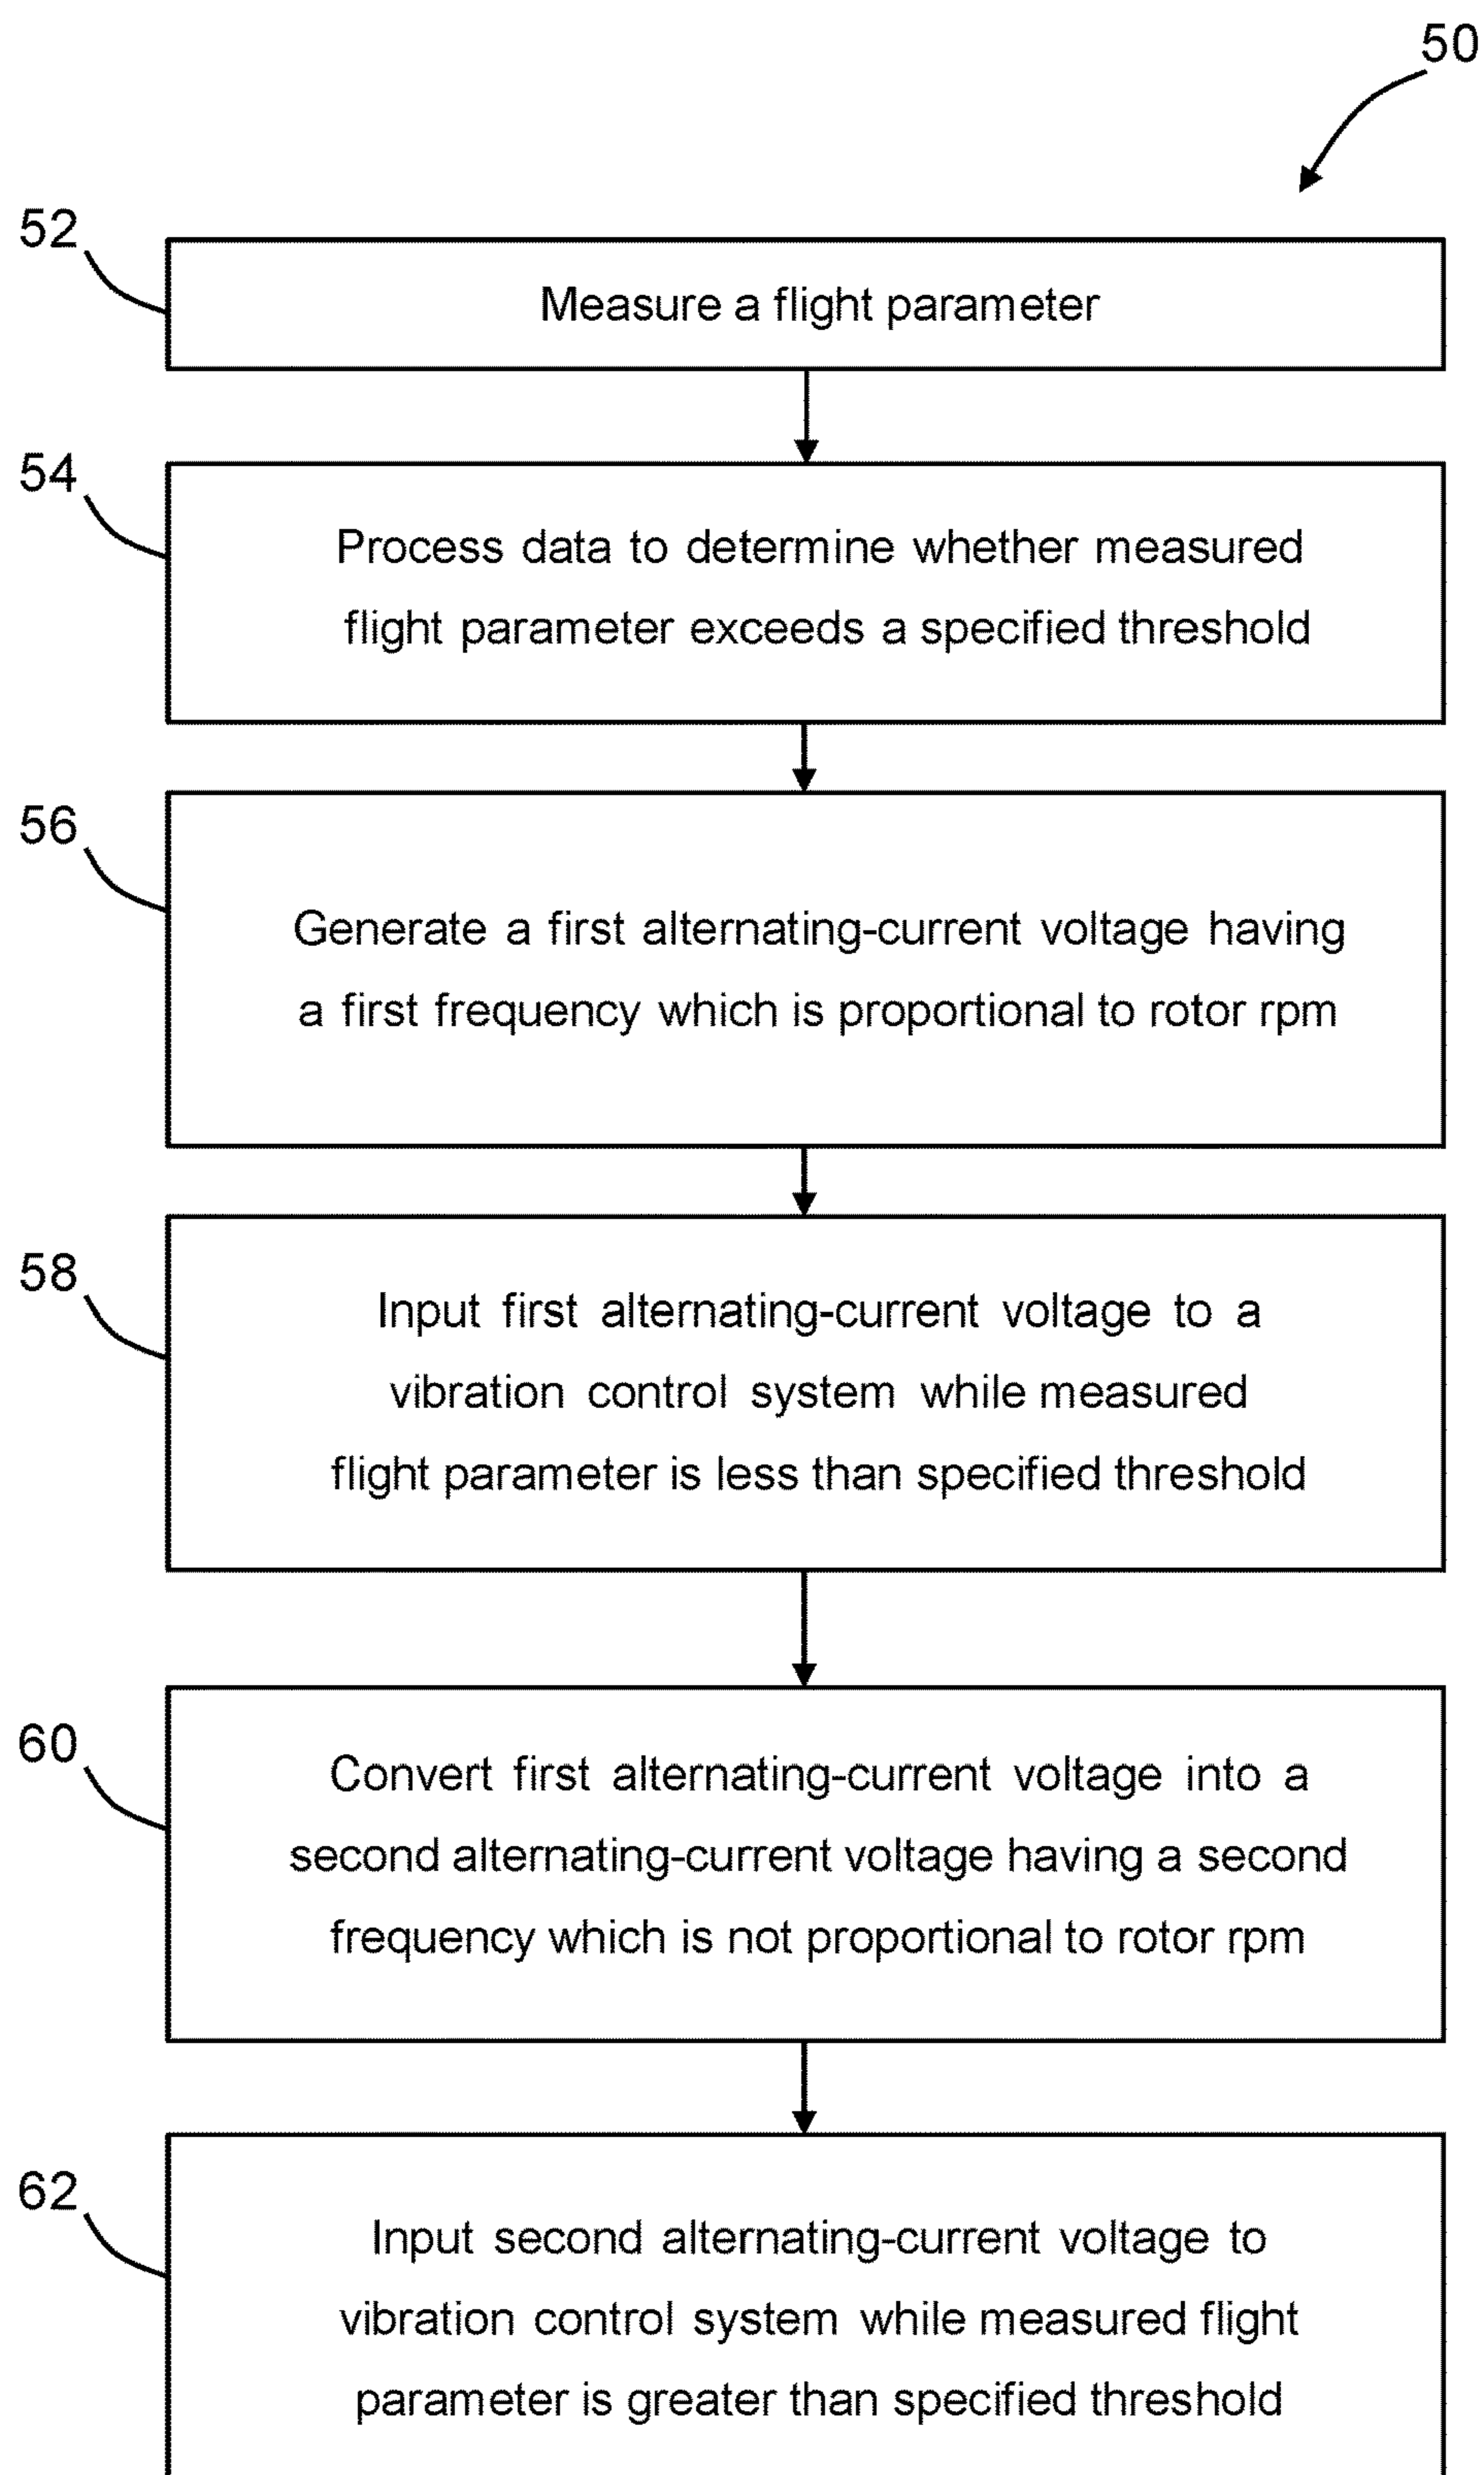 50
52
Measure a flight parameter
54
Process data to determine whether measured
flight parameter exceeds a specified threshold
56
Generate a first alternating-current voltage having
a first frequency which is proportional to rotor rpm
58
Input first alternating-current voltage to a
vibration control system while measured
flight parameter is less than specified threshold
60
Convert first alternating-current voltage into a
second alternating-current voltage having a second
frequency which is not proportional to rotor rpm
62
Input second alternating-current voltage to
vibration control system while measured flight
parameter is greater than specified threshold